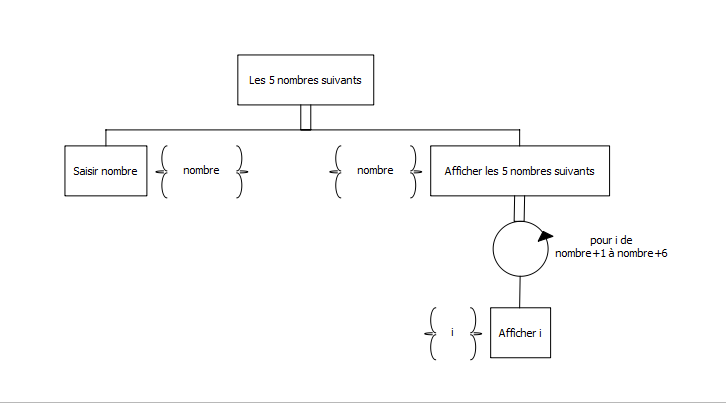 Les 5 nombres suivants
Saisir nombre
nombre
nombre
Afficher les 5 nombres suivants
pour i de
nombre+1 à nombre+6
i
Afficher i